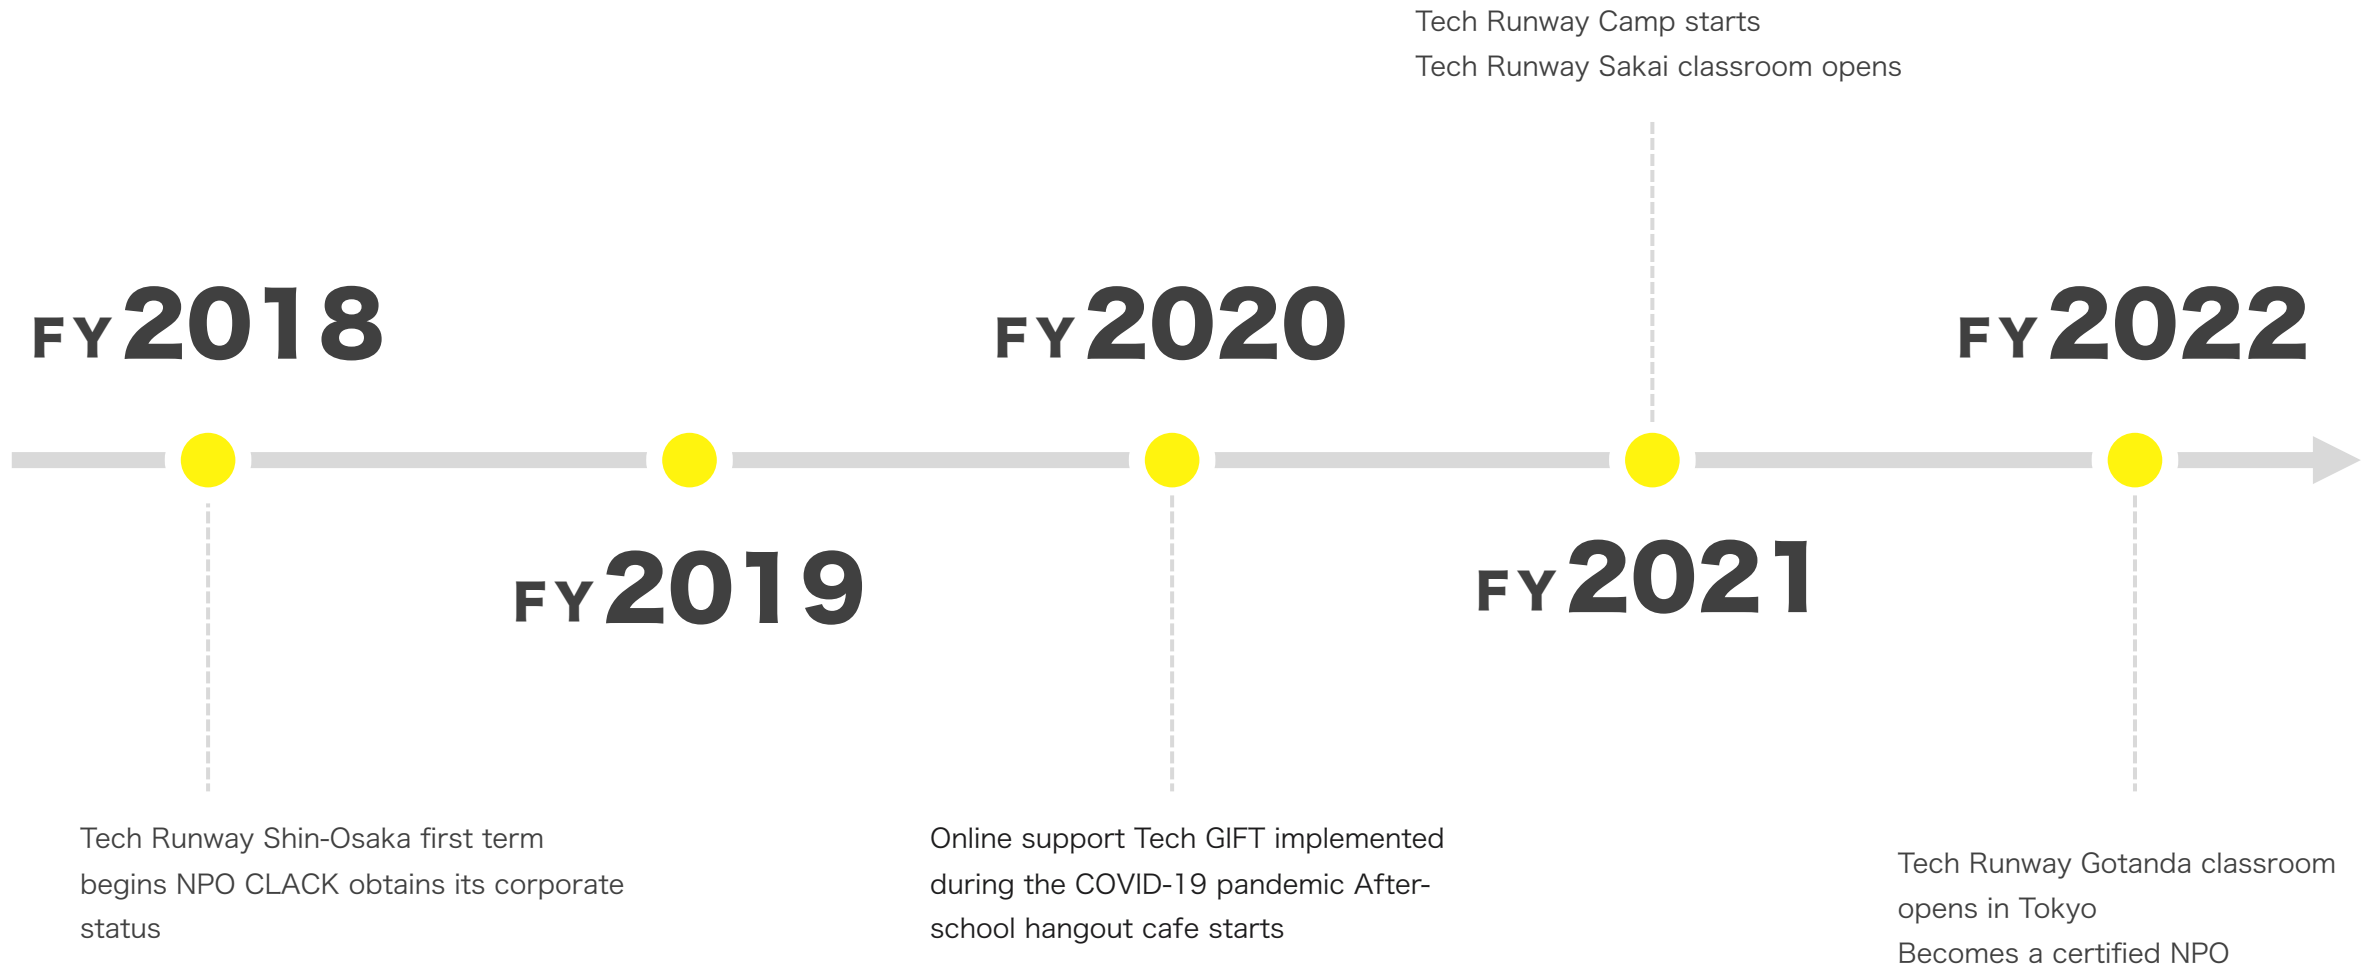 Tech Runway Camp starts
Tech Runway Sakai classroom opens
FY2018
FY2020
FY2022
FY2019
FY2021
Tech Runway Shin-Osaka first term
begins NPO CLACK obtains its corporate
status
Online support Tech GIFT implemented
during the COVID-19 pandemic After-
school hangout cafe starts
Tech Runway Gotanda classroom
opens in Tokyo
Becomes a certified NPO